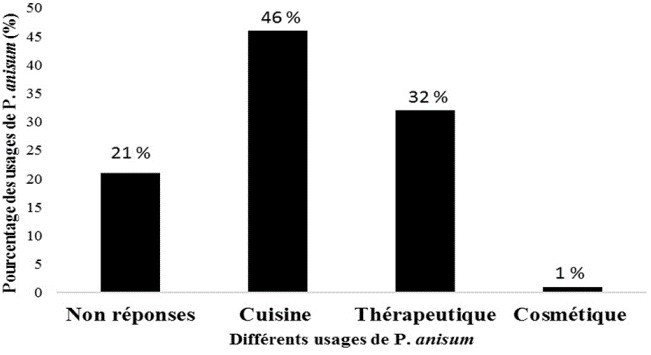 Pourcentage des usages de P. anisum (%)
50
45
40
35
30
25
20
15
10
5
0
21 %
46 %
32 %
1 %
Non réponses
Cuisine
Thérapeutique
Cosmétique
Différents usages de P. anisum